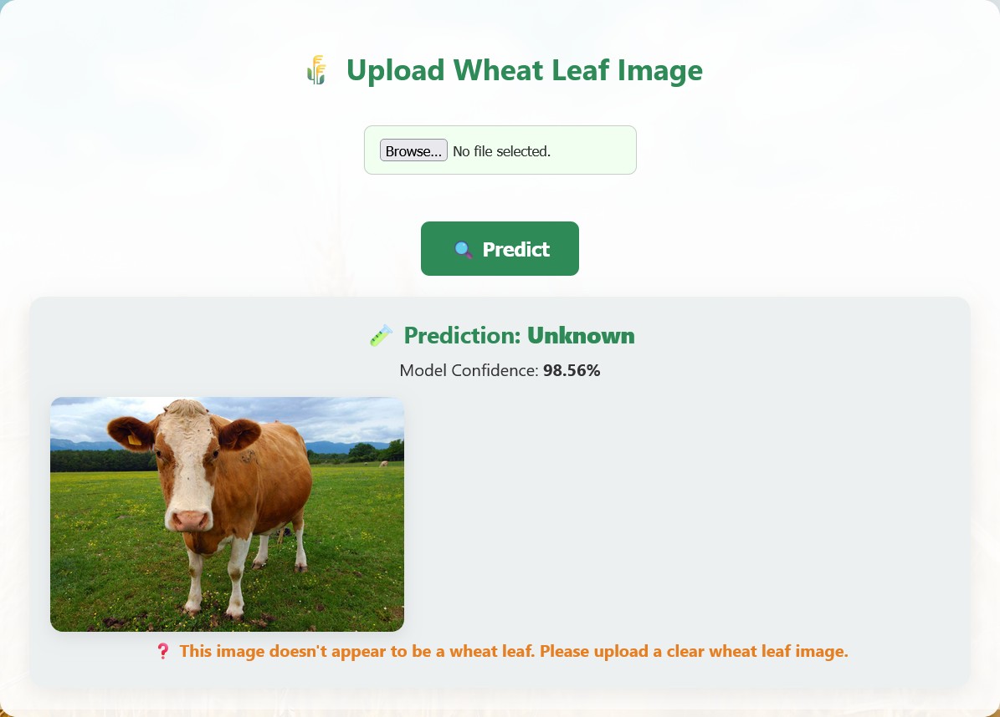 Upload Wheat Leaf Image
Browse... No file selected.
Predict
Prediction: Unknown
Model Confidence: 98.56%
This image doesn't appear to be a wheat leaf. Please upload a clear wheat leaf image.